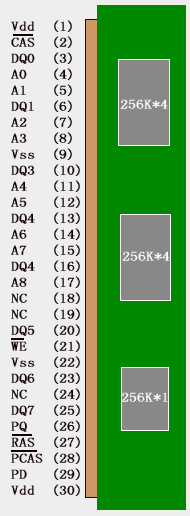 Vdd (1)
CAS (2)
DQ0 (3)
A0 (4)
A1 (5)
DQ1 (6)
A2 (7)
A3 (8)
Vss (9)
DQ3 (10)
A4 (11)
A5 (12)
DQ4 (13)
A6 (14)
A7 (15)
DQ4 (16)
A8 (17)
NC (18)
NC (19)
DQ5 (20)
WE (21)
Vss (22)
DQ6 (23)
NC (24)
DQ7 (25)
PQ (26)
RAS (27)
PCAS (28)
PD (29)
Vdd (30)
256K*4
256K*4
256K*1